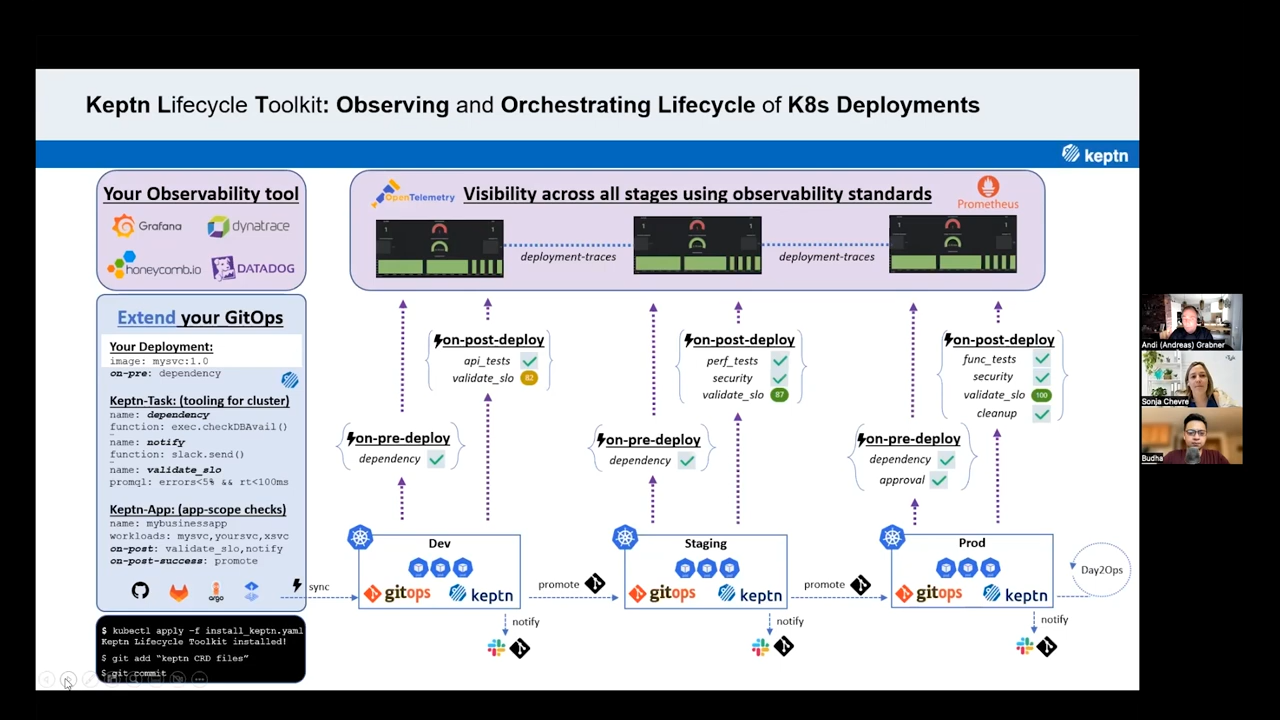 Keptn Lifecycle Toolkit: Observing and Orchestrating Lifecycle of K8s Deployments
keptn
Your Observability tool
Grafana
dynatrace
honeycomb.io
DATADOG
Extend your GitOps
Your Deployment:
image: mysvc:1.0
on-pre: dependency
Keptn-Task: (tooling for cluster)
name: dependency
function: exec.checkDBAvail()
name: notify
function: slack.send()
name: validate_slo
promql: errors<5% && rt<100ms
Keptn-App: (app-scope checks)
name: mybusinessapp
workloads: mysvc,yoursvc,xsvc
on-post: validate_slo,notify
on-post-success: promote
argo
$ kubectl apply -f install_keptn.yaml
Keptn Lifecycle Toolkit installed!
$ git add "keptn CRD files"
$ git commit
OpenTelemetry
Visibility across all stages using observability standards
Prometheus
deployment-traces
deployment-traces
on-post-deploy
api_tests
validate_slo 82
on-pre-deploy
dependency
on-post-deploy
perf_tests
security
validate_slo 87
on-pre-deploy
dependency
on-post-deploy
func_tests
security
validate_slo 100
cleanup
on-pre-deploy
dependency
approval
sync
Dev
gitops keptn
notify
promote
Staging
gitops keptn
notify
promote
Prod
gitops keptn
notify
Day2Ops
Andi (Andreas) Grabner
Sonja Chevre
Budha